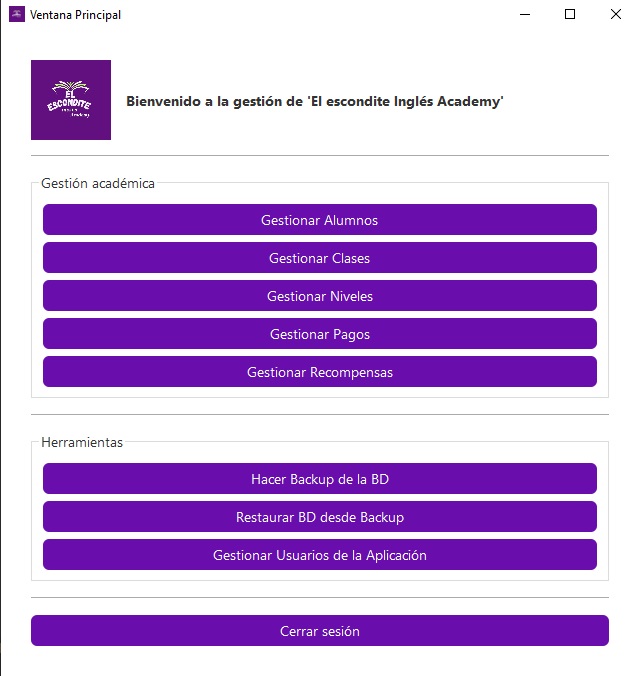 Ventana Principal
EL
ESCONDITE
Academy
Bienvenido a la gestión de 'El escondite Inglés Academy'
Gestión académica
Gestionar Alumnos
Gestionar Clases
Gestionar Niveles
Gestionar Pagos
Gestionar Recompensas
Herramientas
Hacer Backup de la BD
Restaurar BD desde Backup
Gestionar Usuarios de la Aplicación
Cerrar sesión